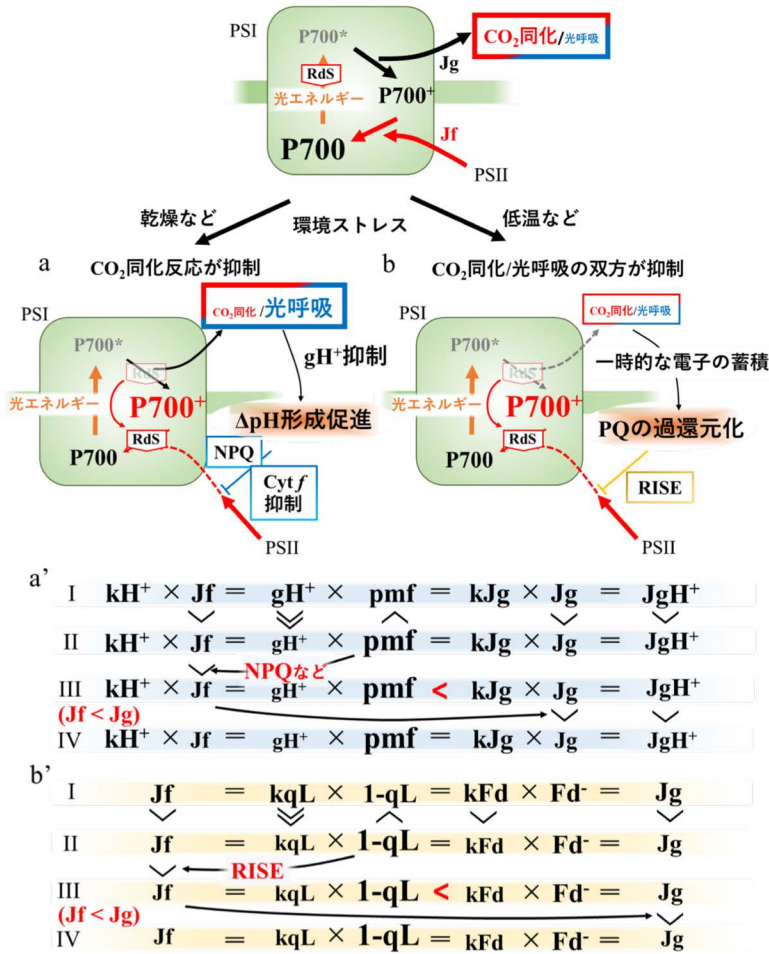 PSI
P700*
RdS
光エネルギー
P700+
P700
Jg
CO2同化/光呼吸
Jf
PSII
乾燥など
環境ストレス
低温など
a
CO2同化反応が抑制
PSI
P700*
RdS
光エネルギー
P700+
P700
RdS
CO2同化/光呼吸
gH+抑制
ΔpH形成促進
NPQ
Cyt f
抑制
PSII
b
CO2同化/光呼吸の双方が抑制
PSI
P700*
RdS
光エネルギー
P700+
P700
RdS
CO2同化/光呼吸
一時的な電子の蓄積
PQの過還元化
RISE
PSII
a’
I kH+ × Jf = gH+ × pmf = kJg × Jg = JgH+
II kH+ × Jf = gH+ × pmf = kJg × Jg = JgH+
NPQなど
III kH+ × Jf = gH+ × pmf < kJg × Jg = JgH+
(Jf < Jg)
IV kH+ × Jf = gH+ × pmf = kJg × Jg = JgH+
b’
I Jf = kqL × 1-qL = kFd × Fd- = Jg
II Jf = kqL × 1-qL = kFd × Fd- = Jg
RISE
III Jf = kqL × 1-qL < kFd × Fd- = Jg
(Jf < Jg)
IV Jf = kqL × 1-qL = kFd × Fd- = Jg